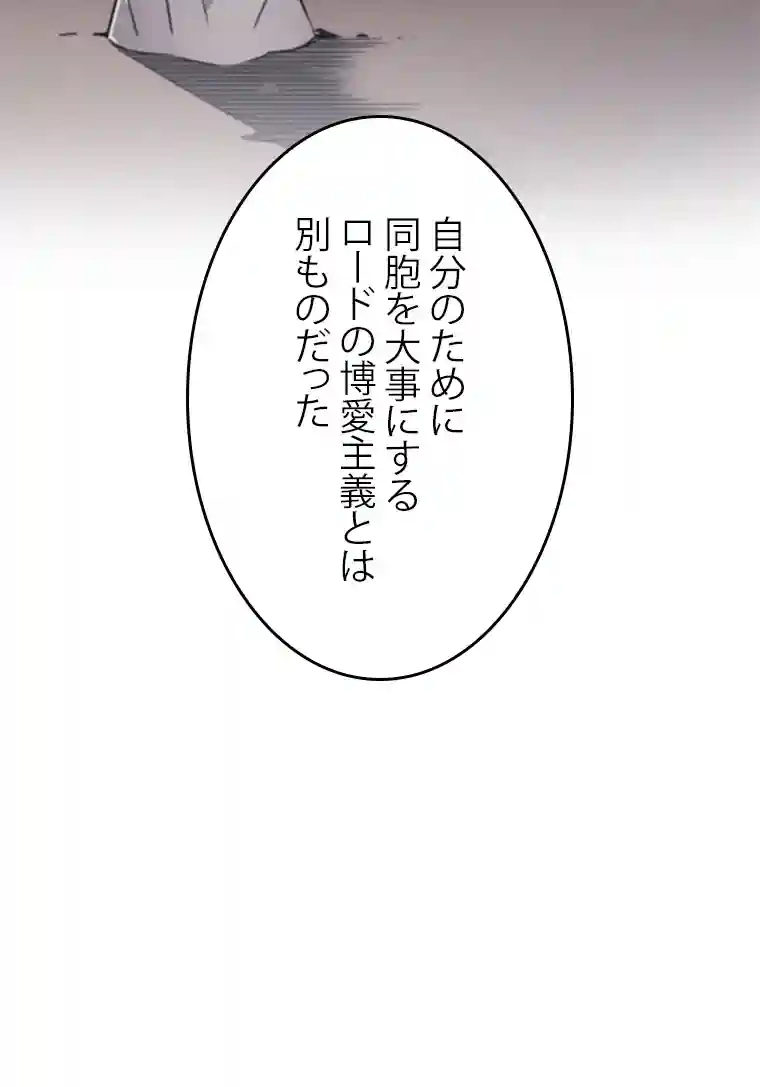 自分のために
同胞を大事にする
ロードの博愛主義とは
別ものだった